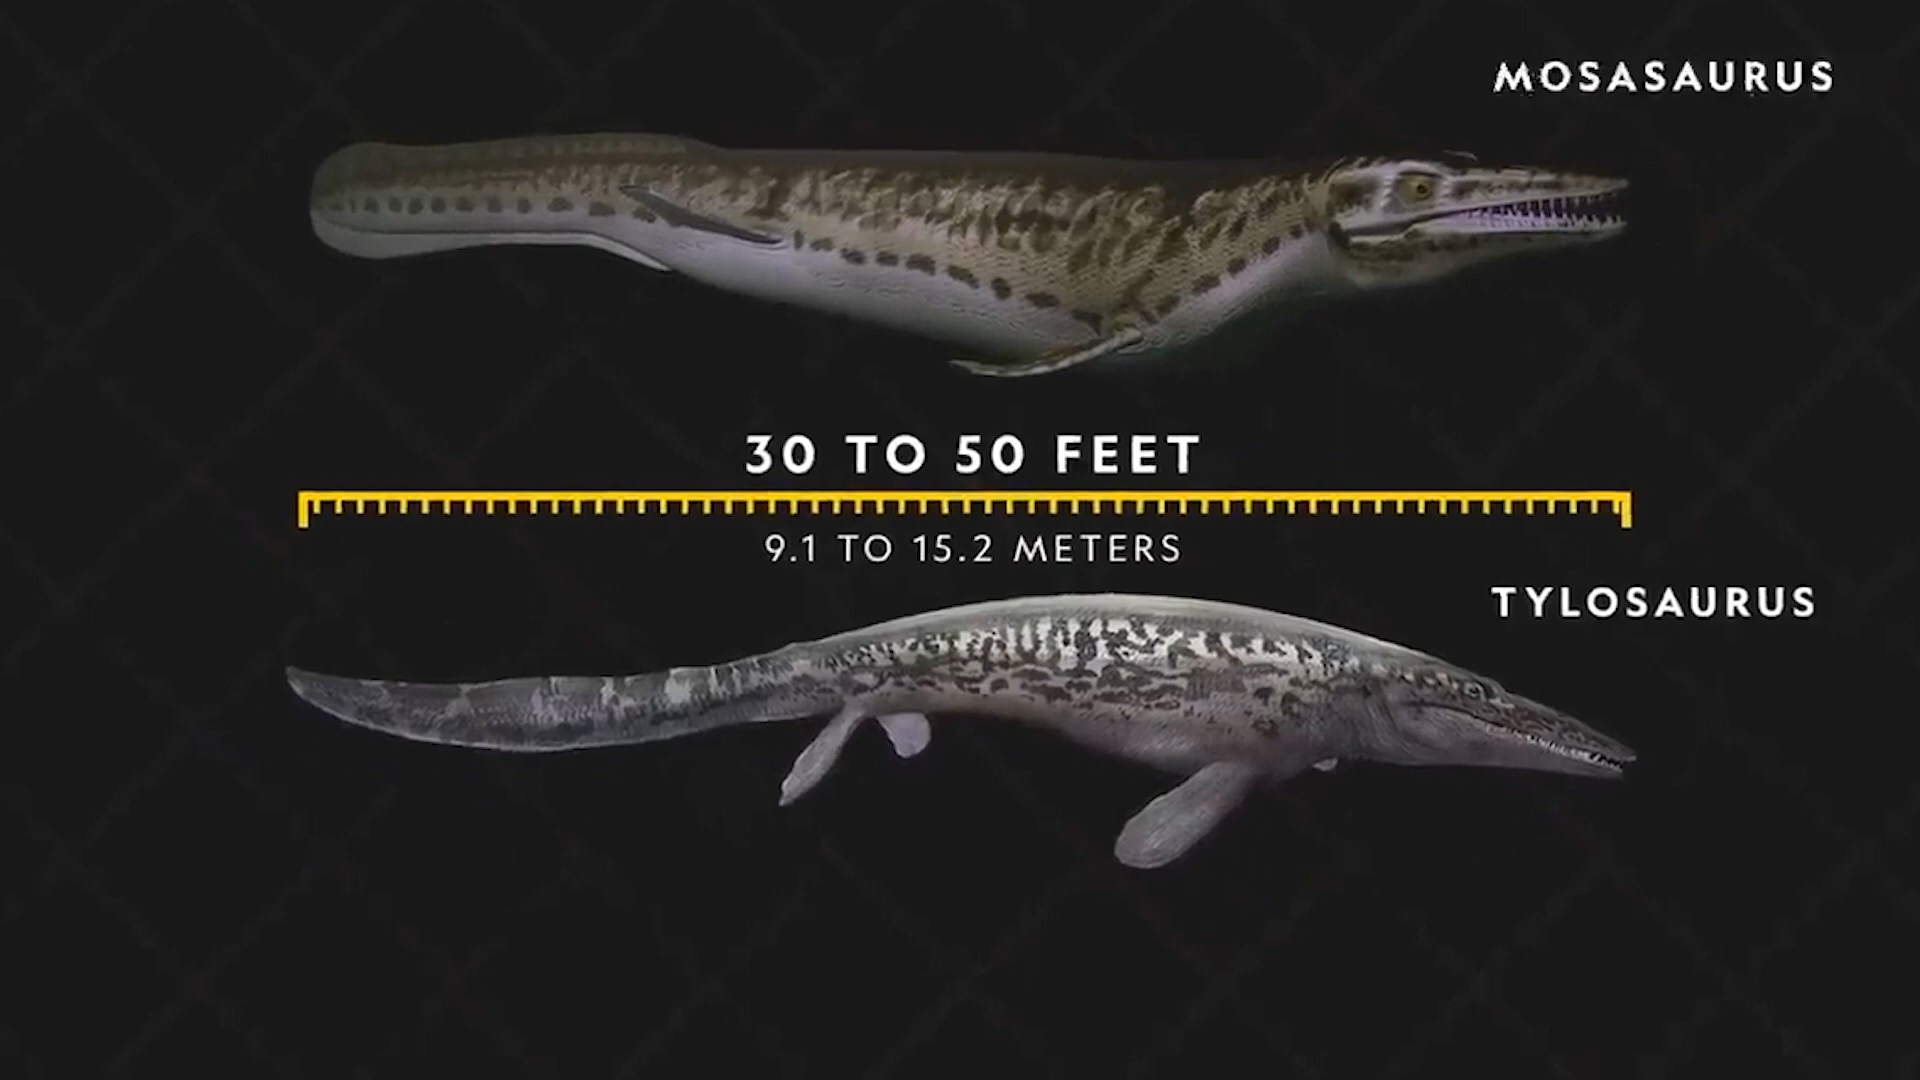 MOSASAURUS
30 TO 50 FEET
9.1 TO 15.2 METERS
TYLOSAURUS